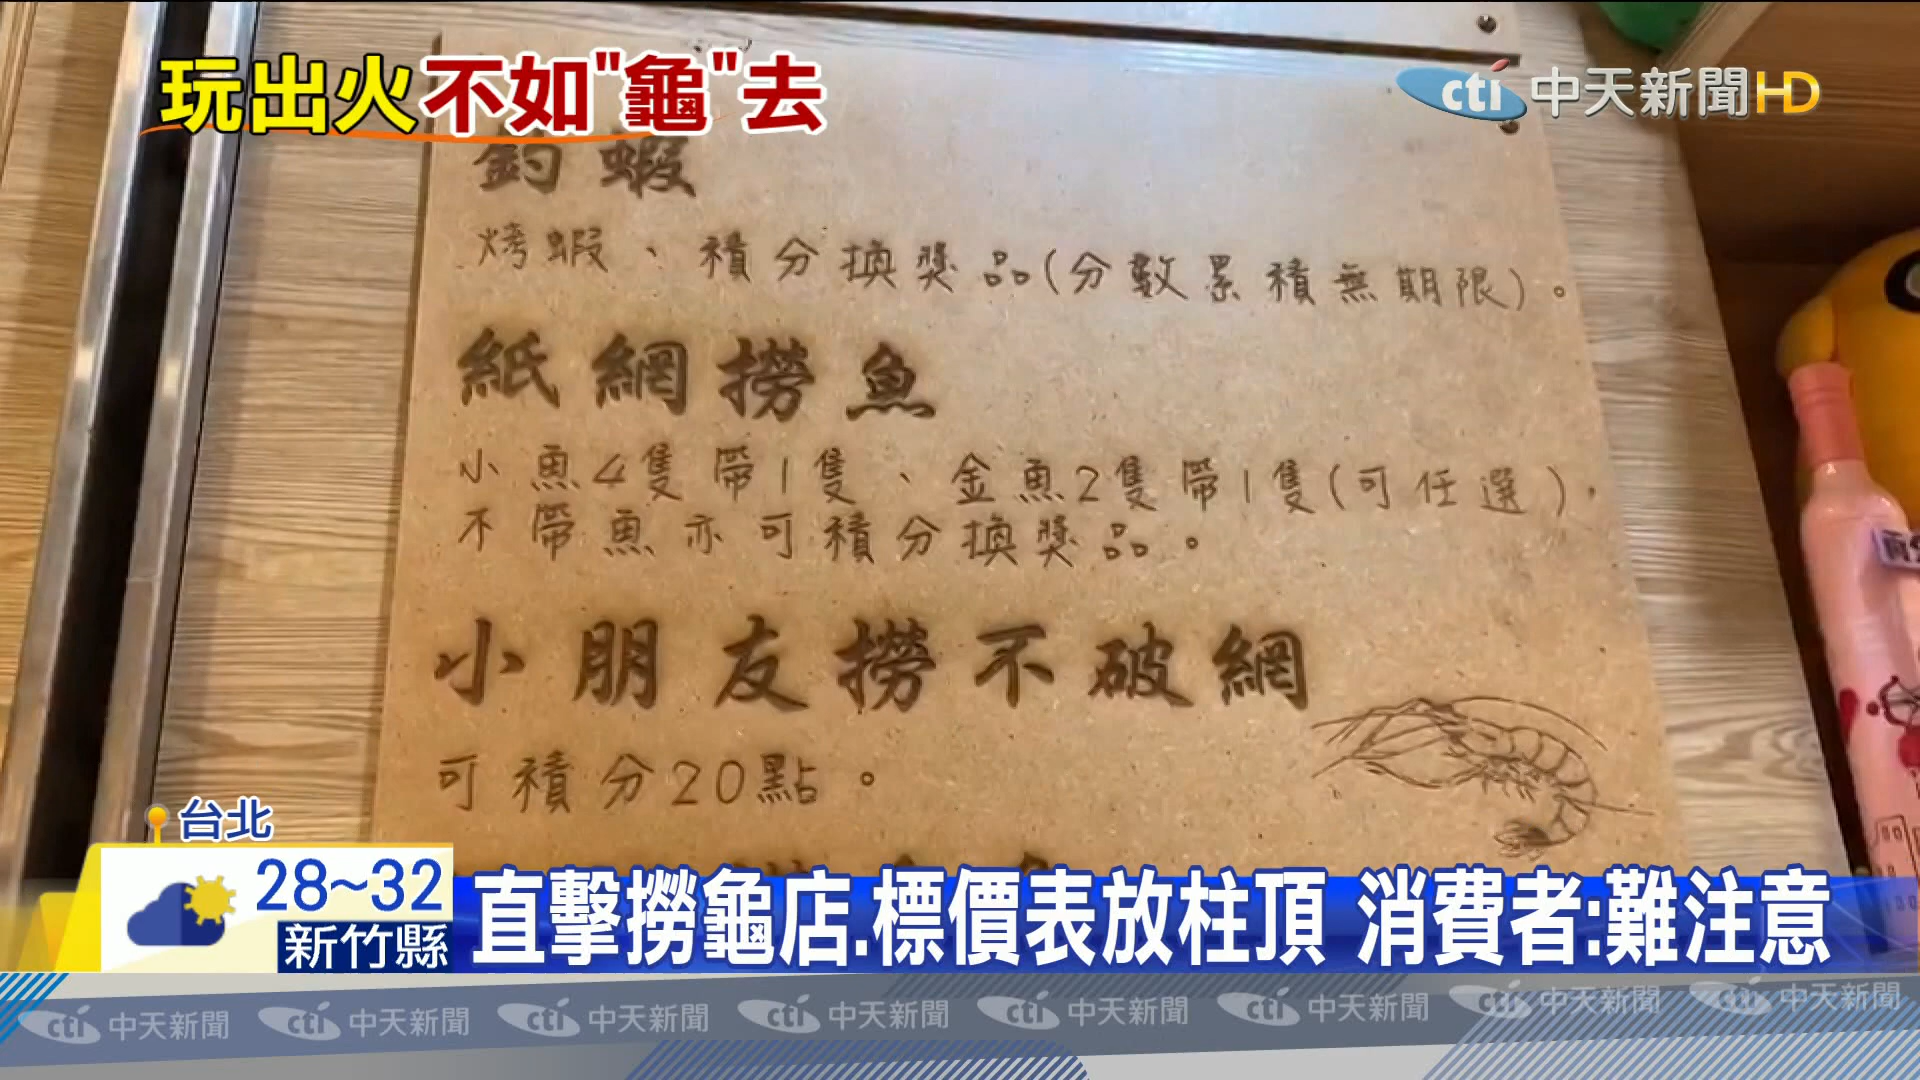 玩出火不如"龜"去
cti 中天新聞HD
釣蝦
烤蝦、積分換獎品(分數累積無期限)。
紙網撈魚
小魚4隻帶1隻、金魚2隻帶1隻(可任選),
不帶魚亦可積分換獎品。
小朋友撈不破網
可積分20點。
台北
28~32
新竹縣
直擊撈龜店.標價表放柱頂 消費者:難注意
cti 中天新聞 cti 中天新聞 cti 中天新聞 cti 中天新聞 cti 中天新聞 cti 中天新聞 cti 中天新聞 cti 中天新聞